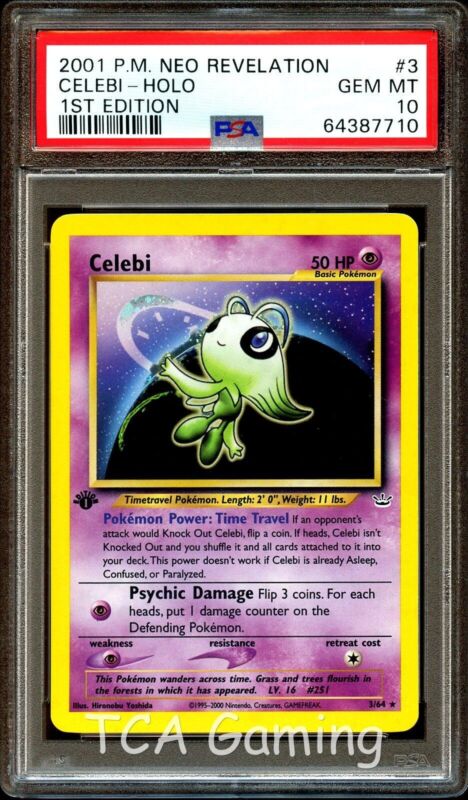 2001 P.M. NEO REVELATION #3
CELEBI - HOLO GEM MT
1ST EDITION 10
PSA 64387710
Celebi 50 HP
Basic Pokémon
EDITION 1
Timetravel Pokémon. Length: 2' 0", Weight: 11 lbs.
Pokémon Power: Time Travel If an opponent's
attack would Knock Out Celebi, flip a coin. If heads, Celebi isn't
Knocked Out and you shuffle it and all cards attached to it into
your deck. This power doesn't work if Celebi is already Asleep,
Confused, or Paralyzed.
Psychic Damage Flip 3 coins. For each
heads, put 1 damage counter on the
Defending Pokémon.
weakness resistance retreat cost
This Pokémon wanders across time. Grass and trees flourish in
the forests in which it has appeared. LV. 16 #251
Illus. Hironobu Yoshida ©1995-2000 Nintendo, Creatures, GAMEFREAK. 3/64 ★
TCA Gaming
PSA